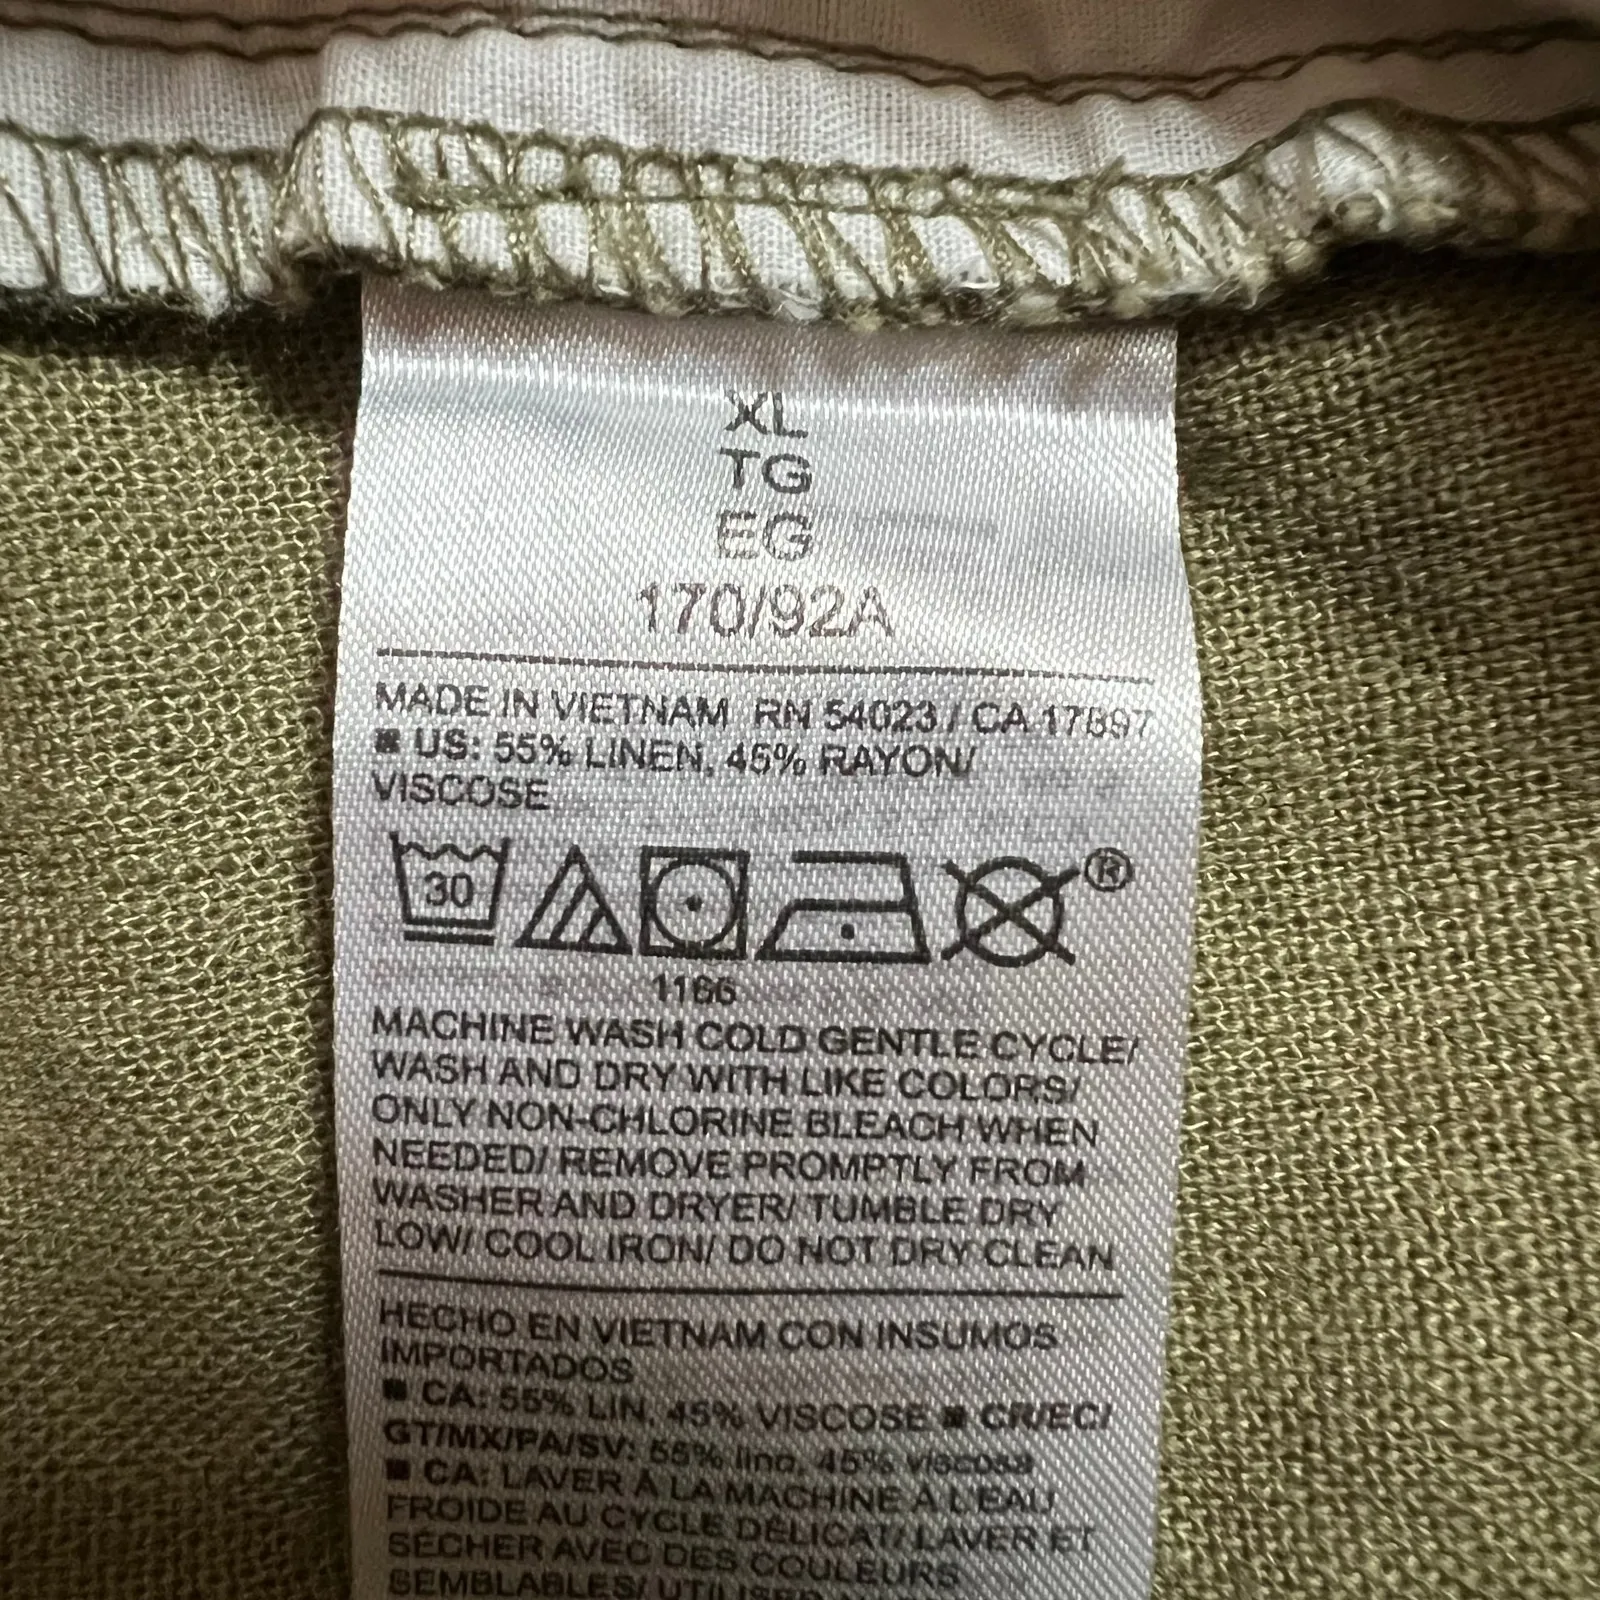 XL
TG
EG
170/92A
MADE IN VIETNAM RN 54023 / CA 17897
■ US: 55% LINEN, 45% RAYON/
VISCOSE
30
®
1166
MACHINE WASH COLD GENTLE CYCLE/
WASH AND DRY WITH LIKE COLORS/
ONLY NON-CHLORINE BLEACH WHEN
NEEDED/ REMOVE PROMPTLY FROM
WASHER AND DRYER/ TUMBLE DRY
LOW/ COOL IRON/ DO NOT DRY CLEAN
HECHO EN VIETNAM CON INSUMOS
IMPORTADOS
■ CA: 55% LIN, 45% VISCOSE ■ CR/EC/
GT/MX/PA/SV: 55% lino, 45% viscosa
■ CA: LAVER À LA MACHINE À L'EAU
FROIDE AU CYCLE DÉLICAT/ LAVER ET
SÉCHER AVEC DES COULEURS
SEMBLABLES/ UTILISER